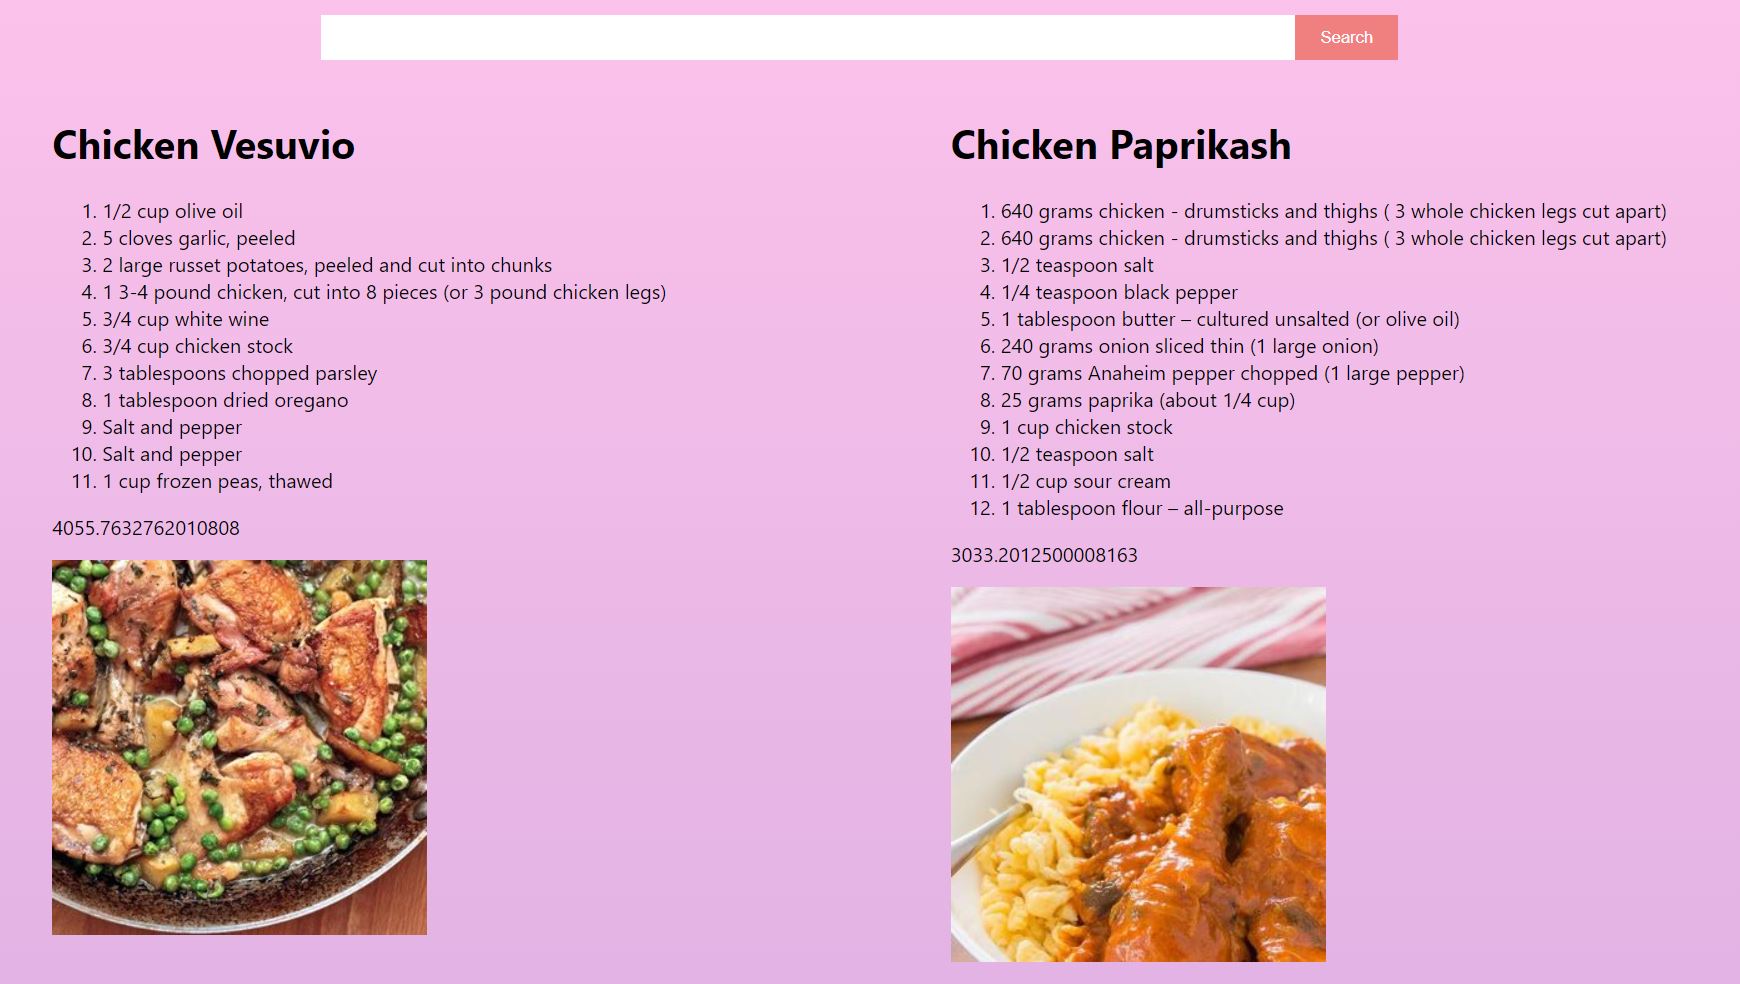 Search
Chicken Vesuvio
1. 1/2 cup olive oil
2. 5 cloves garlic, peeled
3. 2 large russet potatoes, peeled and cut into chunks
4. 1 3-4 pound chicken, cut into 8 pieces (or 3 pound chicken legs)
5. 3/4 cup white wine
6. 3/4 cup chicken stock
7. 3 tablespoons chopped parsley
8. 1 tablespoon dried oregano
9. Salt and pepper
10. Salt and pepper
11. 1 cup frozen peas, thawed
4055.7632762010808
Chicken Paprikash
1. 640 grams chicken - drumsticks and thighs ( 3 whole chicken legs cut apart)
2. 640 grams chicken - drumsticks and thighs ( 3 whole chicken legs cut apart)
3. 1/2 teaspoon salt
4. 1/4 teaspoon black pepper
5. 1 tablespoon butter – cultured unsalted (or olive oil)
6. 240 grams onion sliced thin (1 large onion)
7. 70 grams Anaheim pepper chopped (1 large pepper)
8. 25 grams paprika (about 1/4 cup)
9. 1 cup chicken stock
10. 1/2 teaspoon salt
11. 1/2 cup sour cream
12. 1 tablespoon flour – all-purpose
3033.2012500008163